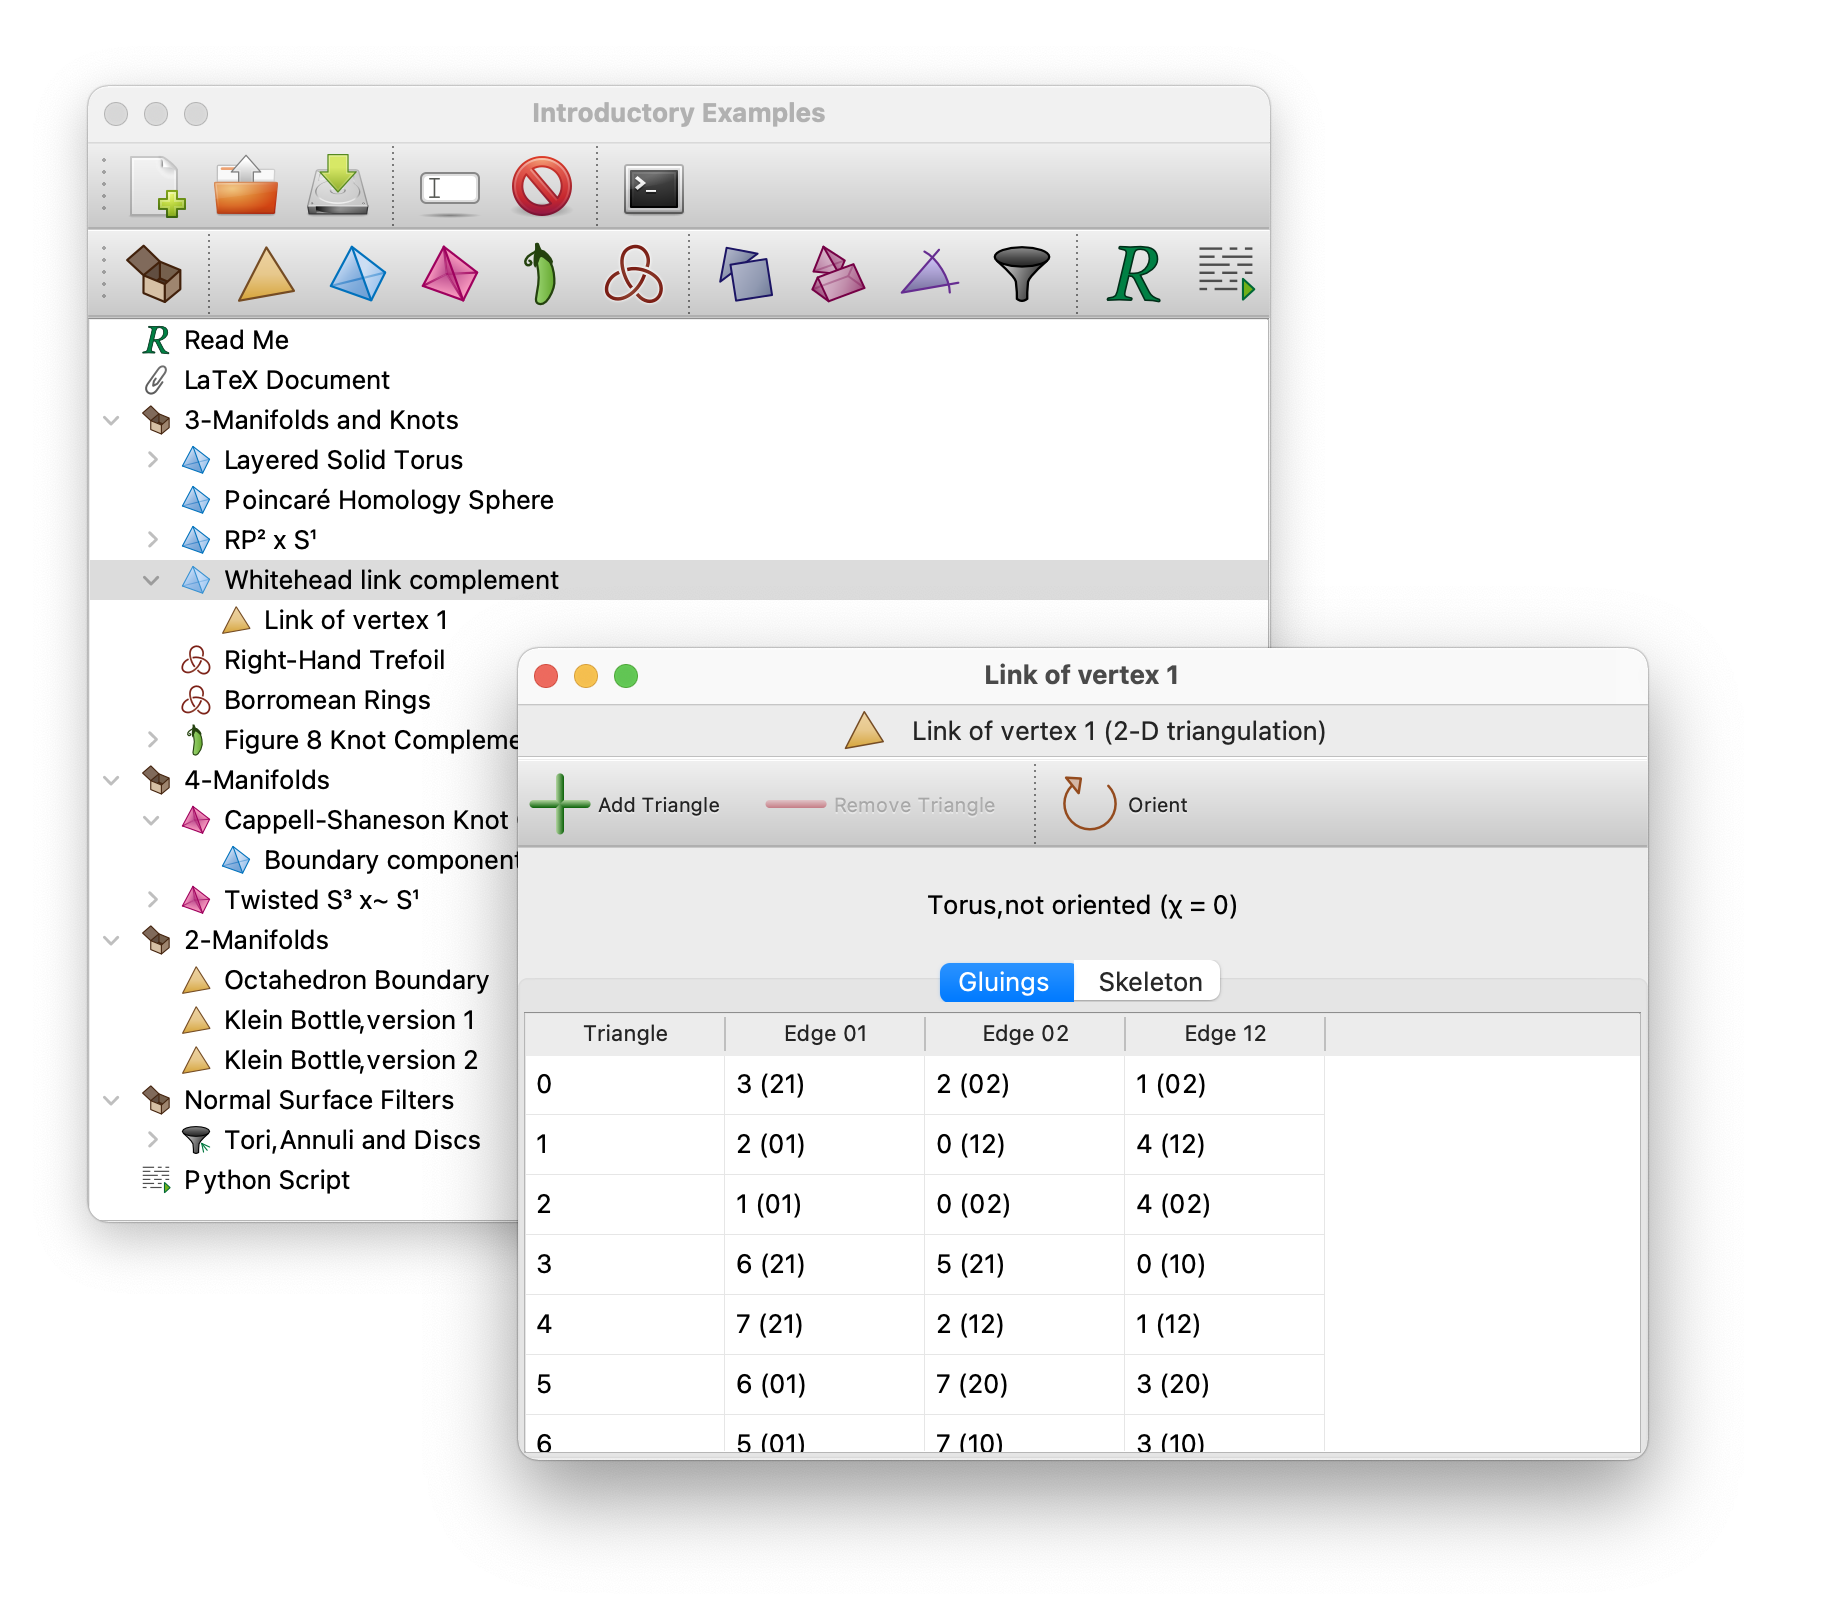 Introductory Examples
Read Me
LaTeX Document
3-Manifolds and Knots
Layered Solid Torus
Poincaré Homology Sphere
RP² x S¹
Whitehead link complement
Link of vertex 1
Right-Hand Trefoil
Borromean Rings
Figure 8 Knot
4-Manifolds
Cappell-Shaneson Knot
Boundary component
Twisted S³ x~ S¹
2-Manifolds
Octahedron Boundary
Klein Bottle, version 1
Klein Bottle, version 2
Normal Surface Filters
Tori, Annuli and Discs
Python Script
Link of vertex 1
Link of vertex 1 (2-D triangulation)
Add Triangle Remove Triangle Orient
Torus, not oriented (χ = 0)
Gluings Skeleton
Triangle Edge 01 Edge 02 Edge 12
0 3 (21) 2 (02) 1 (02)
1 2 (01) 0 (12) 4 (12)
2 1 (01) 0 (02) 4 (02)
3 6 (21) 5 (21) 0 (10)
4 7 (21) 2 (12) 1 (12)
5 6 (01) 7 (20) 3 (20)
6 5 (01) 7 (10) 3 (10)